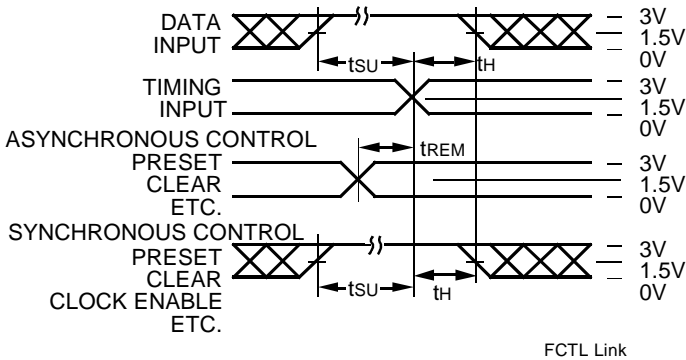 DATA
INPUT
tSU
tH
3V
1.5V
0V
TIMING
INPUT
3V
1.5V
0V
ASYNCHRONOUS CONTROL
PRESET
CLEAR
ETC.
tREM
3V
1.5V
0V
SYNCHRONOUS CONTROL
PRESET
CLEAR
CLOCK ENABLE
ETC.
tSU
tH
3V
1.5V
0V
FCTL Link